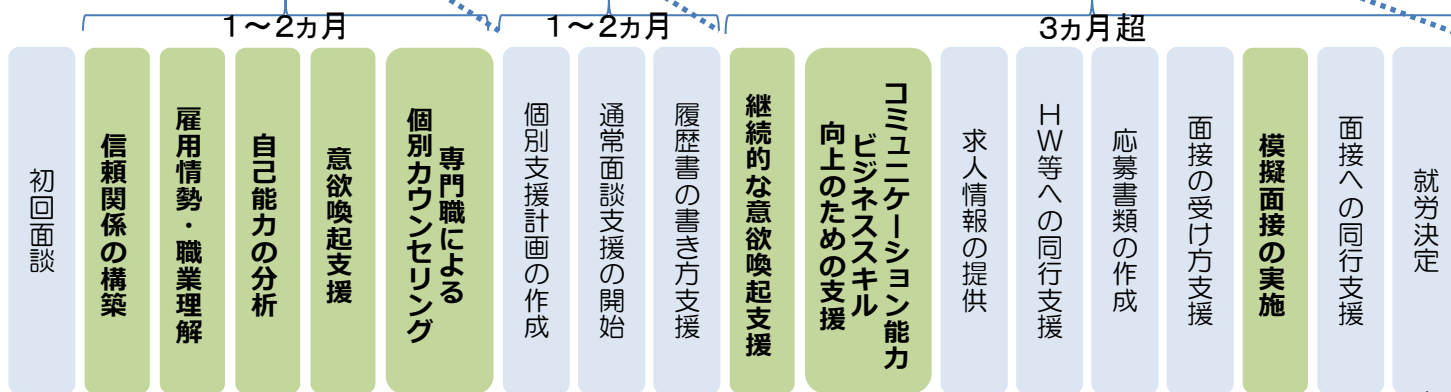 1～2ヵ月
1～2ヵ月
3ヵ月超
初回面談
信頼関係の構築
雇用情勢・職業理解
自己能力の分析
意欲喚起支援
専門職による
個別カウンセリング
個別支援計画の作成
通常面談支援の開始
履歴書の書き方支援
継続的な意欲喚起支援
コミュニケーション能力
ビジネススキル
向上のための支援
求人情報の提供
HW等への同行支援
応募書類の作成
面接の受け方支援
模擬面接の実施
面接への同行支援
就労決定